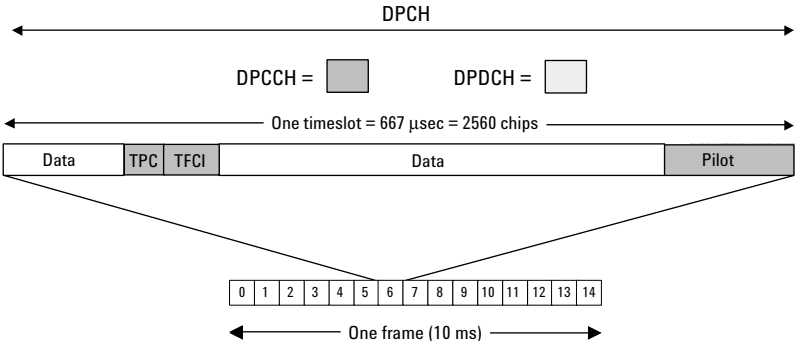 DPCH
DPCCH = DPDCH =
One timeslot = 667 μsec = 2560 chips
Data TPC TFCI Data Pilot
0 1 2 3 4 5 6 7 8 9 10 11 12 13 14
One frame (10 ms)